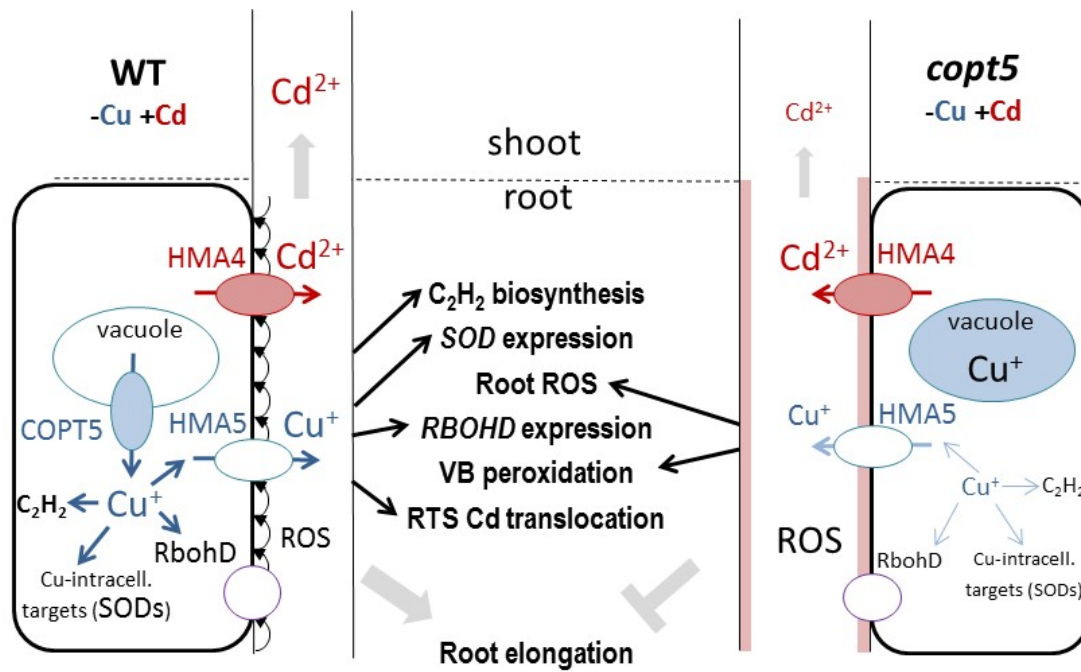 WT
-Cu +Cd
Cd²⁺
shoot
root
HMA4
Cd²⁺
vacuole
COPT5
HMA5
Cu⁺
C₂H₂
Cu⁺
RbohD
ROS
Cu-intracell.
targets (SODs)
C₂H₂ biosynthesis
SOD expression
Root ROS
RBOHD expression
VB peroxidation
RTS Cd translocation
Root elongation
copt5
-Cu +Cd
Cd²⁺
Cd²⁺
HMA4
vacuole
Cu⁺
Cu⁺
HMA5
Cu⁺
C₂H₂
ROS
RbohD
Cu-intracell.
targets (SODs)